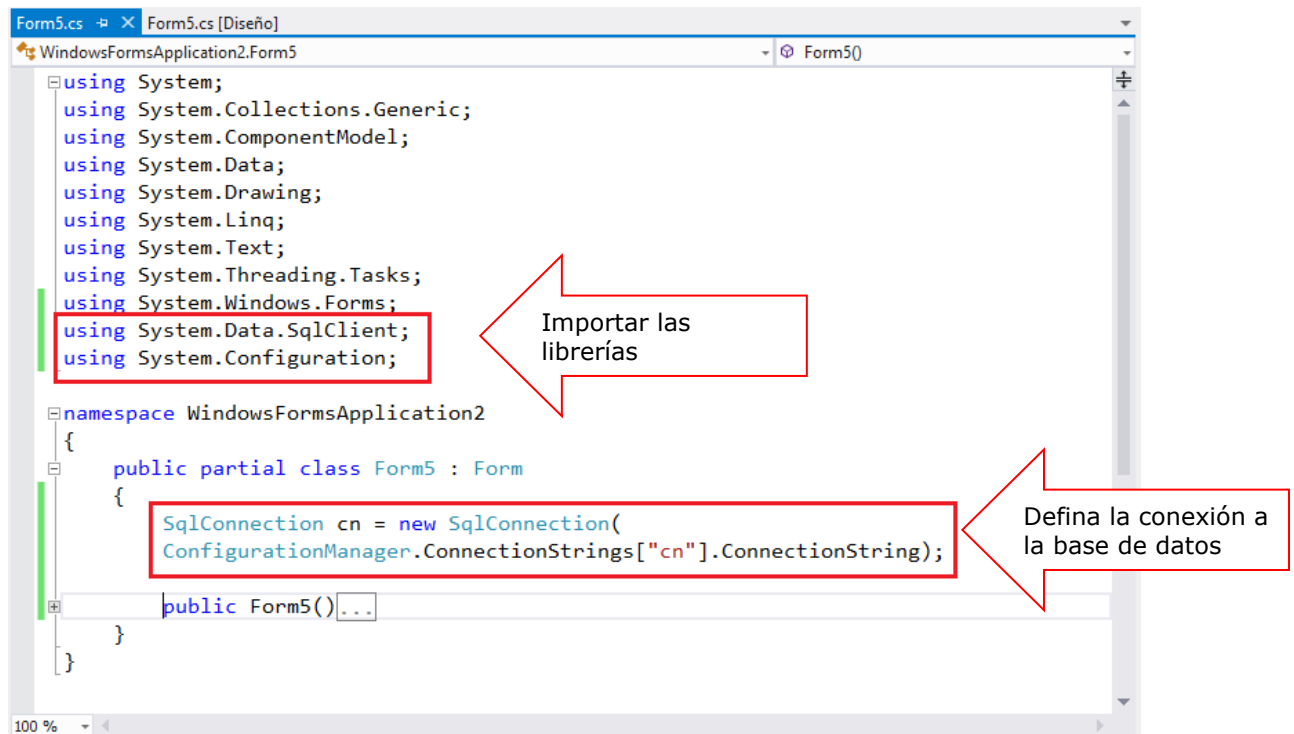 Form5.cs Form5.cs [Diseño]
WindowsFormsApplication2.Form5 Form5()
using System;
using System.Collections.Generic;
using System.ComponentModel;
using System.Data;
using System.Drawing;
using System.Linq;
using System.Text;
using System.Threading.Tasks;
using System.Windows.Forms;
using System.Data.SqlClient;
using System.Configuration;
Importar las
librerías
namespace WindowsFormsApplication2
{
public partial class Form5 : Form
{
SqlConnection cn = new SqlConnection(
ConfigurationManager.ConnectionStrings["cn"].ConnectionString);
Defina la conexión a
la base de datos
public Form5()...
}
}
100 %